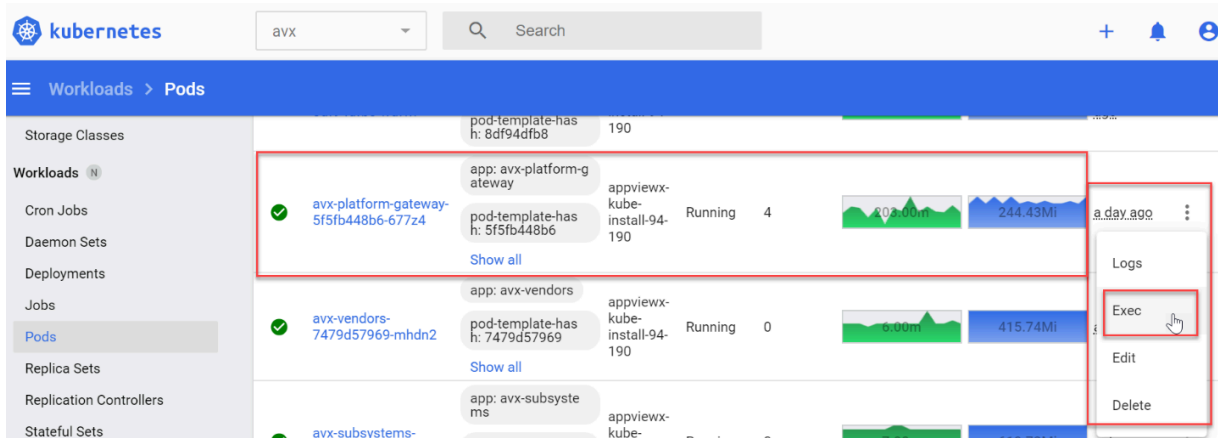 kubernetes
avx
Search
Workloads > Pods
Storage Classes
Workloads N
Cron Jobs
Daemon Sets
Deployments
Jobs
Pods
Replica Sets
Replication Controllers
Stateful Sets
pod-template-has
h: 8df94dfb8
190
avx-platform-gateway-
5f5fb448b6-677z4
app: avx-platform-g
ateway
pod-template-has
h: 5f5fb448b6
Show all
appviewx-
kube-
install-94-
190
Running
4
203.00m
244.43Mi
a day ago
avx-vendors-
7479d57969-mhdn2
app: avx-vendors
pod-template-has
h: 7479d57969
Show all
appviewx-
kube-
install-94-
190
Running
0
6.00m
415.74Mi
avx-subsystems-
app: avx-subsyste
ms
appviewx-
kube-
Logs
Exec
Edit
Delete